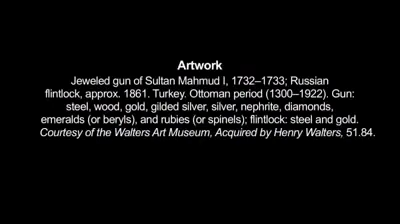 Artwork
Jeweled gun of Sultan Mahmud I, 1732–1733; Russian
flintlock, approx. 1861. Turkey. Ottoman period (1300–1922). Gun:
steel, wood, gold, gilded silver, silver, nephrite, diamonds,
emeralds (or beryls), and rubies (or spinels); flintlock: steel and gold.
Courtesy of the Walters Art Museum, Acquired by Henry Walters, 51.84.